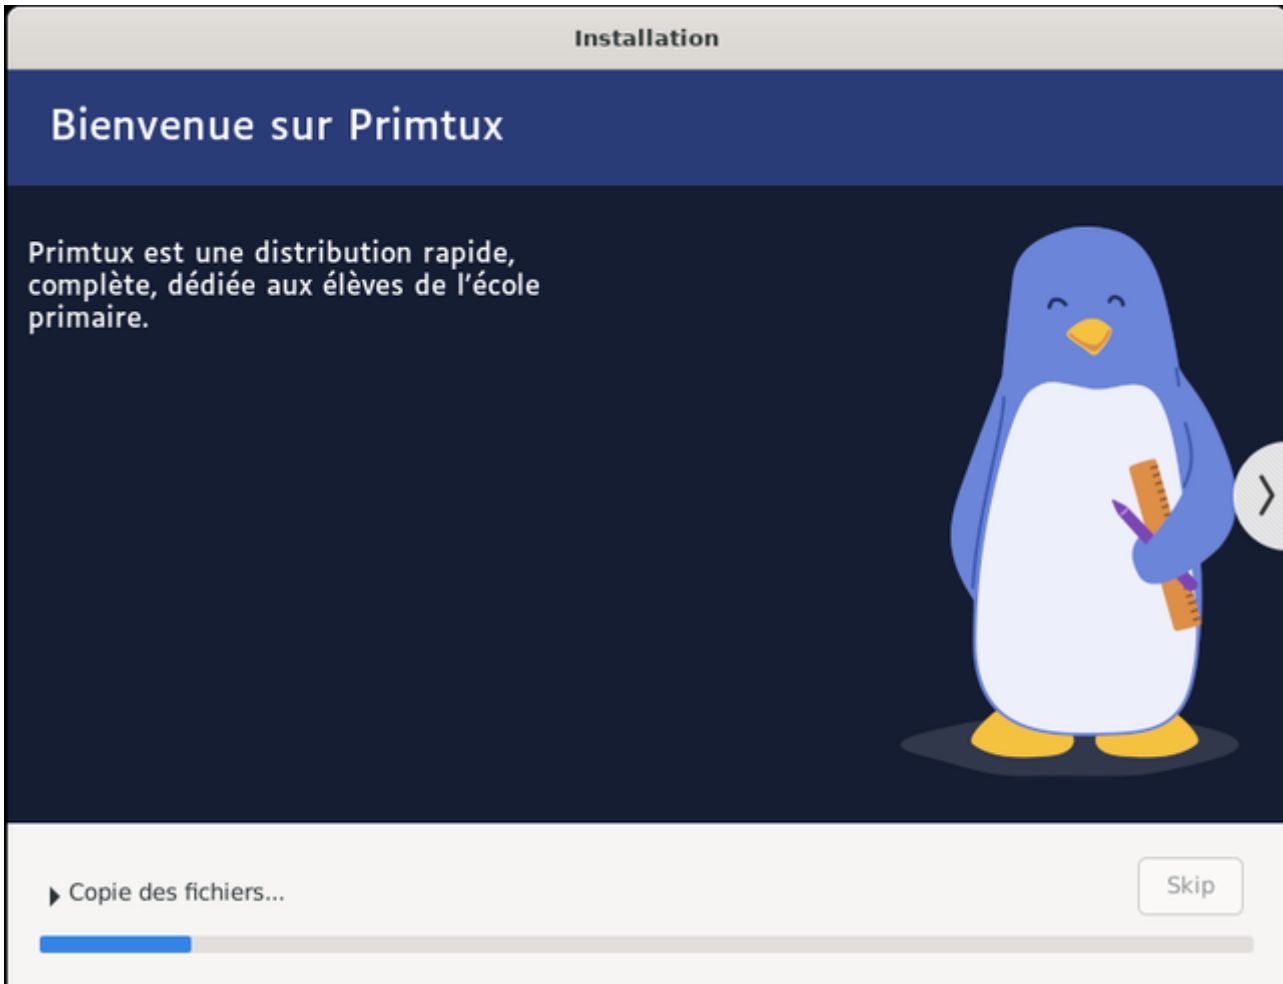 Installation
Bienvenue sur Primtux
Primtux est une distribution rapide,
complète, dédiée aux élèves de l'école
primaire.
Copie des fichiers...
Skip